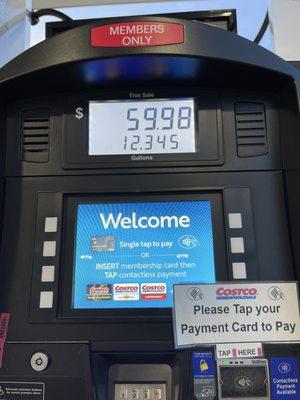 MEMBERS ONLY
This Sale
$ 59.98
12.345
Gallons
Welcome
Single tap to pay
OR
INSERT membership card then
TAP contactless payment
COSTCO
COSTCO
COSTCO
COSTCO
WHOLESALE
Please Tap your
Payment Card to Pay
TAP HERE
Contactless
Payment
Available